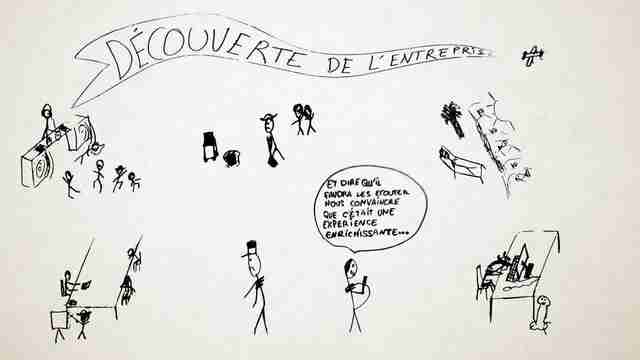 DÉCOUVERTE DE L'ENTREPRISE
ET DIRE QU'IL
FAUDRA LES ECOUTER
NOUS CONVAINCRE
QUE C'ÉTAIT UNE
EXPERIENCE
ENRICHISSANTE...